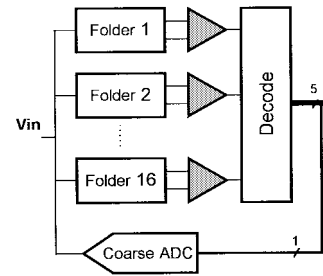 Folder 1
Folder 2
Vin
Folder 16
Decode
5
Coarse ADC
1